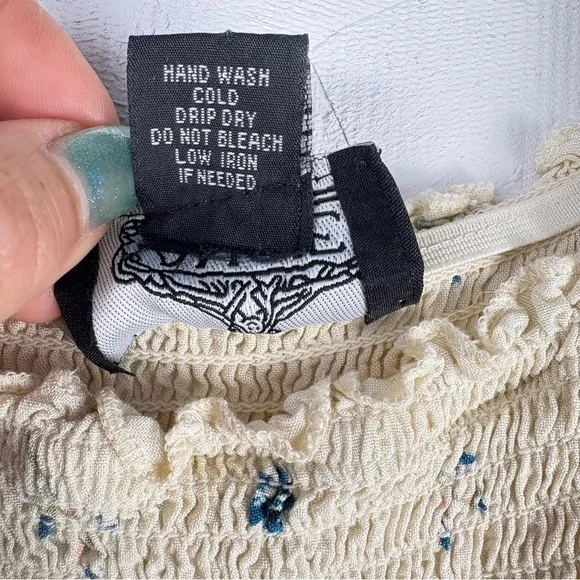 HAND WASH
COLD
DRIP DRY
DO NOT BLEACH
LOW IRON
IF NEEDED